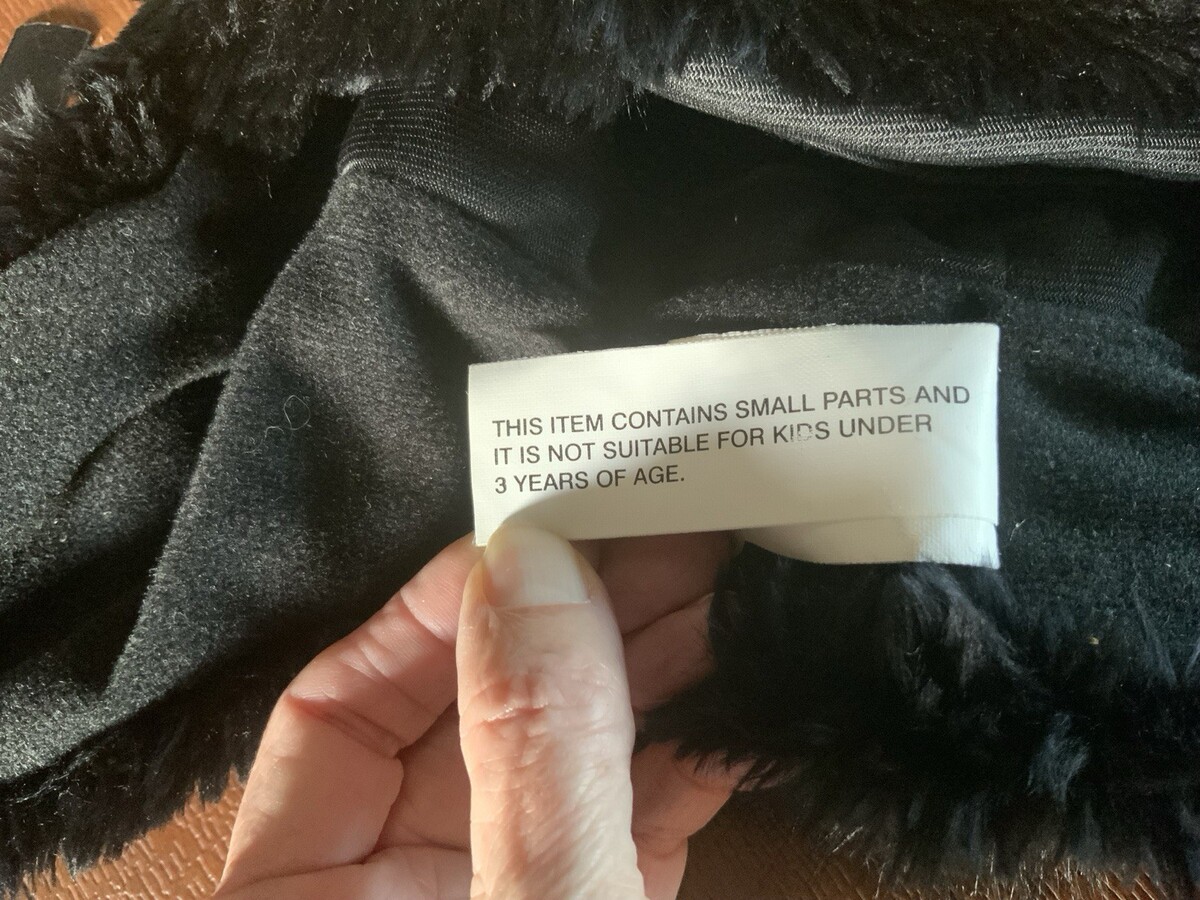 THIS ITEM CONTAINS SMALL PARTS AND
IT IS NOT SUITABLE FOR KIDS UNDER
3 YEARS OF AGE.